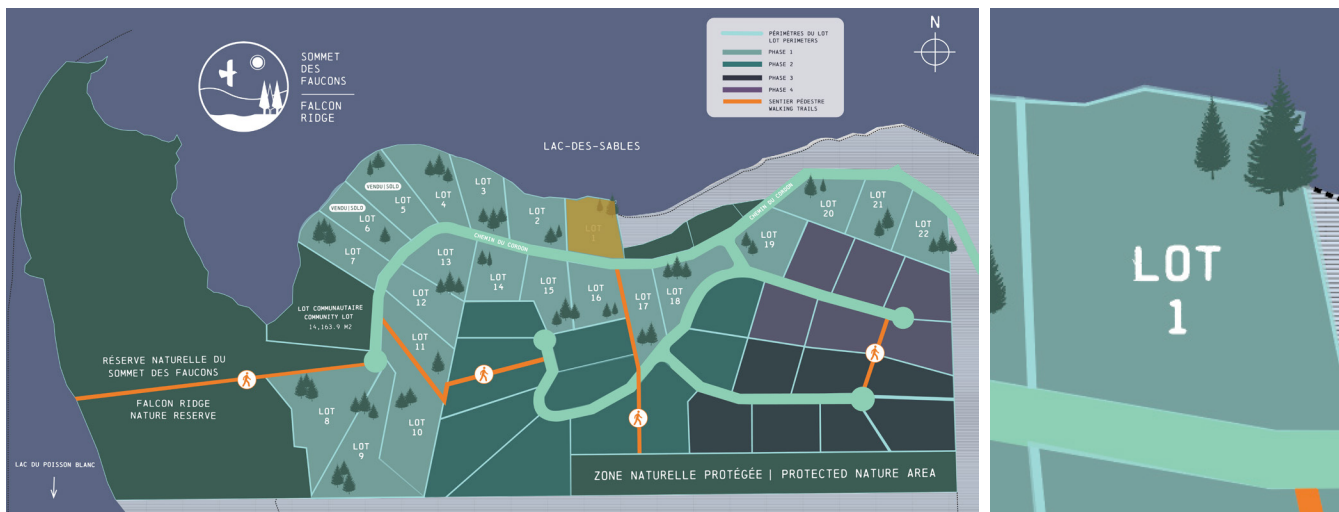 SOMMET
DES
FAUCONS
FALCON
RIDGE
PÉRIMÈTRES DU LOT
LOT PERIMETERS
PHASE 1
PHASE 2
PHASE 3
PHASE 4
SENTIER PÉDESTRE
WALKING TRAILS
N
LAC-DES-SABLES
VENDU|SOLD
LOT
5
VENDU|SOLD
LOT
6
LOT
4
LOT
3
LOT
2
LOT
1
LOT
7
CHEMIN DU CORDON
CHEMIN DU CORDON
LOT
20
LOT
21
LOT
22
LOT
19
LOT
13
LOT
14
LOT
15
LOT
16
LOT
17
LOT
18
LOT
12
LOT
11
LOT COMMUNAUTAIRE
COMMUNITY LOT
14,163.9 M2
RÉSERVE NATURELLE DU
SOMMET DES FAUCONS
FALCON RIDGE
NATURE RESERVE
LOT
8
LOT
9
LOT
10
LAC DU POISSON BLANC
ZONE NATURELLE PROTÉGÉE | PROTECTED NATURE AREA
LOT
1